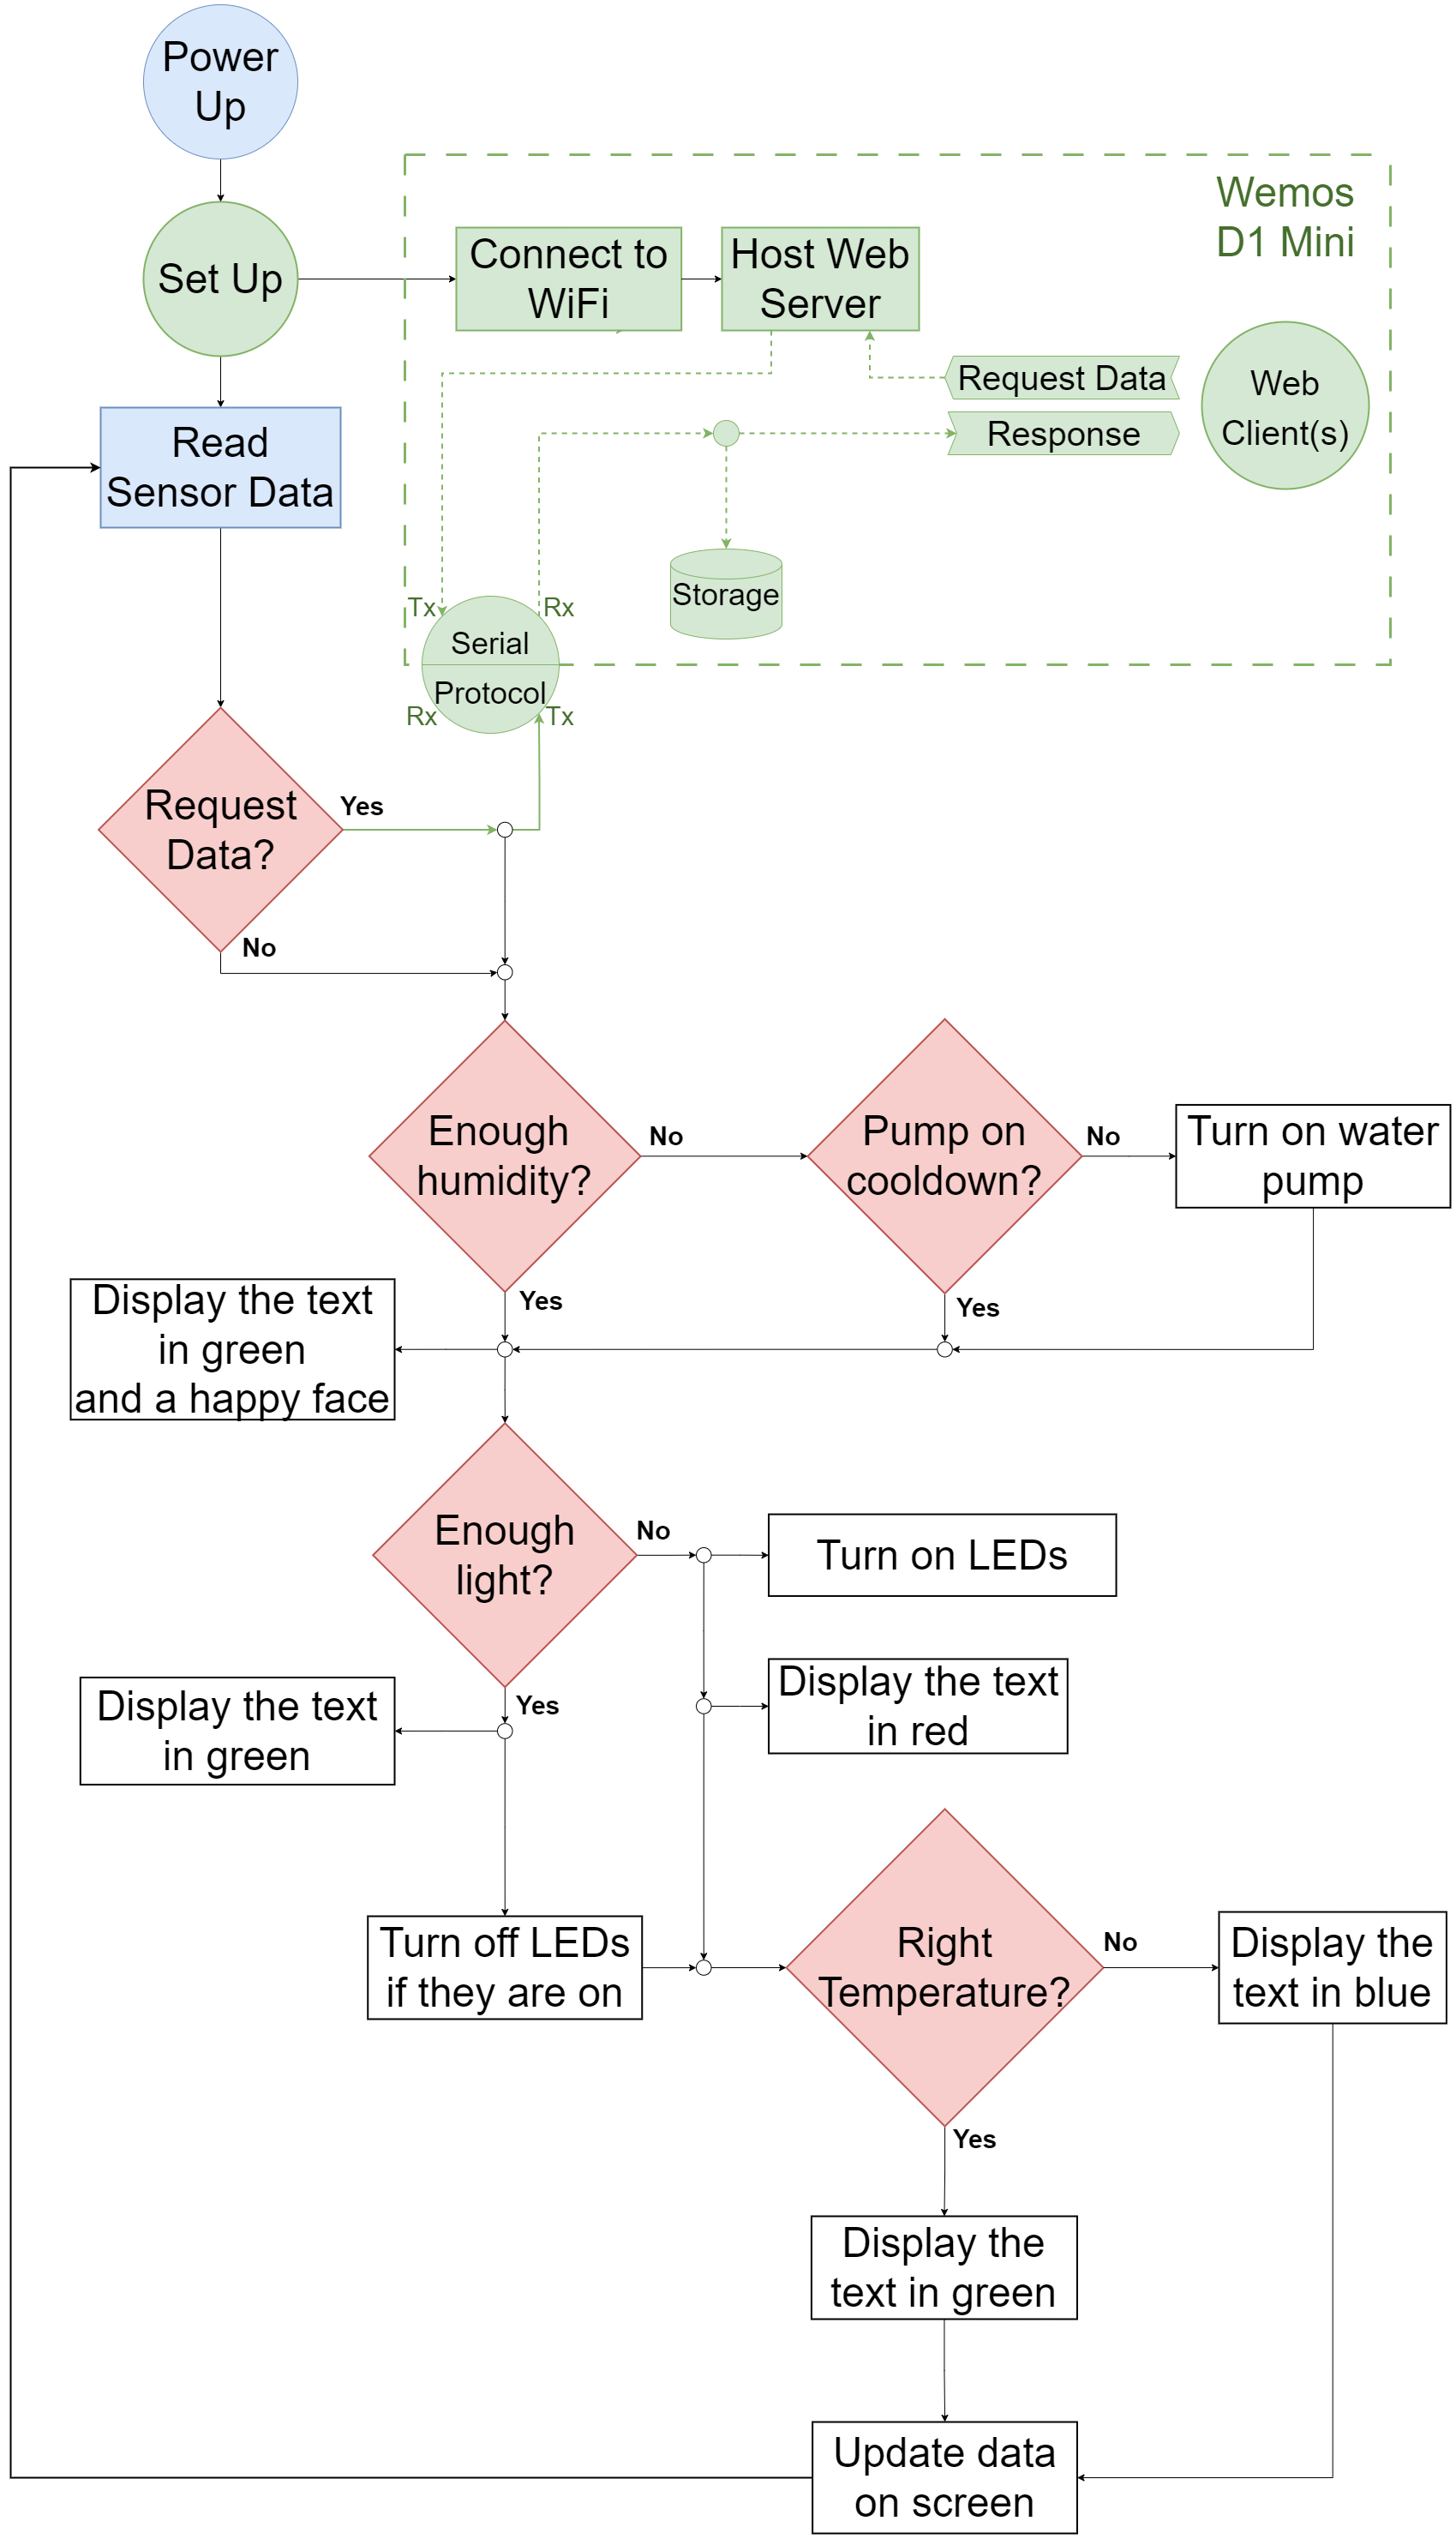 Power
Up
Wemos
D1 Mini
Set Up
Connect to
WiFi
Host Web
Server
Request Data
Response
Web
Client(s)
Read
Sensor Data
Storage
Tx
Rx
Serial
Protocol
Rx
Tx
Request
Data?
Yes
No
Enough
humidity?
No
Pump on
cooldown?
No
Turn on water
pump
Yes
Yes
Display the text
in green
and a happy face
Enough
light?
No
Turn on LEDs
Display the text
in red
Yes
Display the text
in green
Turn off LEDs
if they are on
Right
Temperature?
No
Display the
text in blue
Yes
Display the
text in green
Update data
on screen